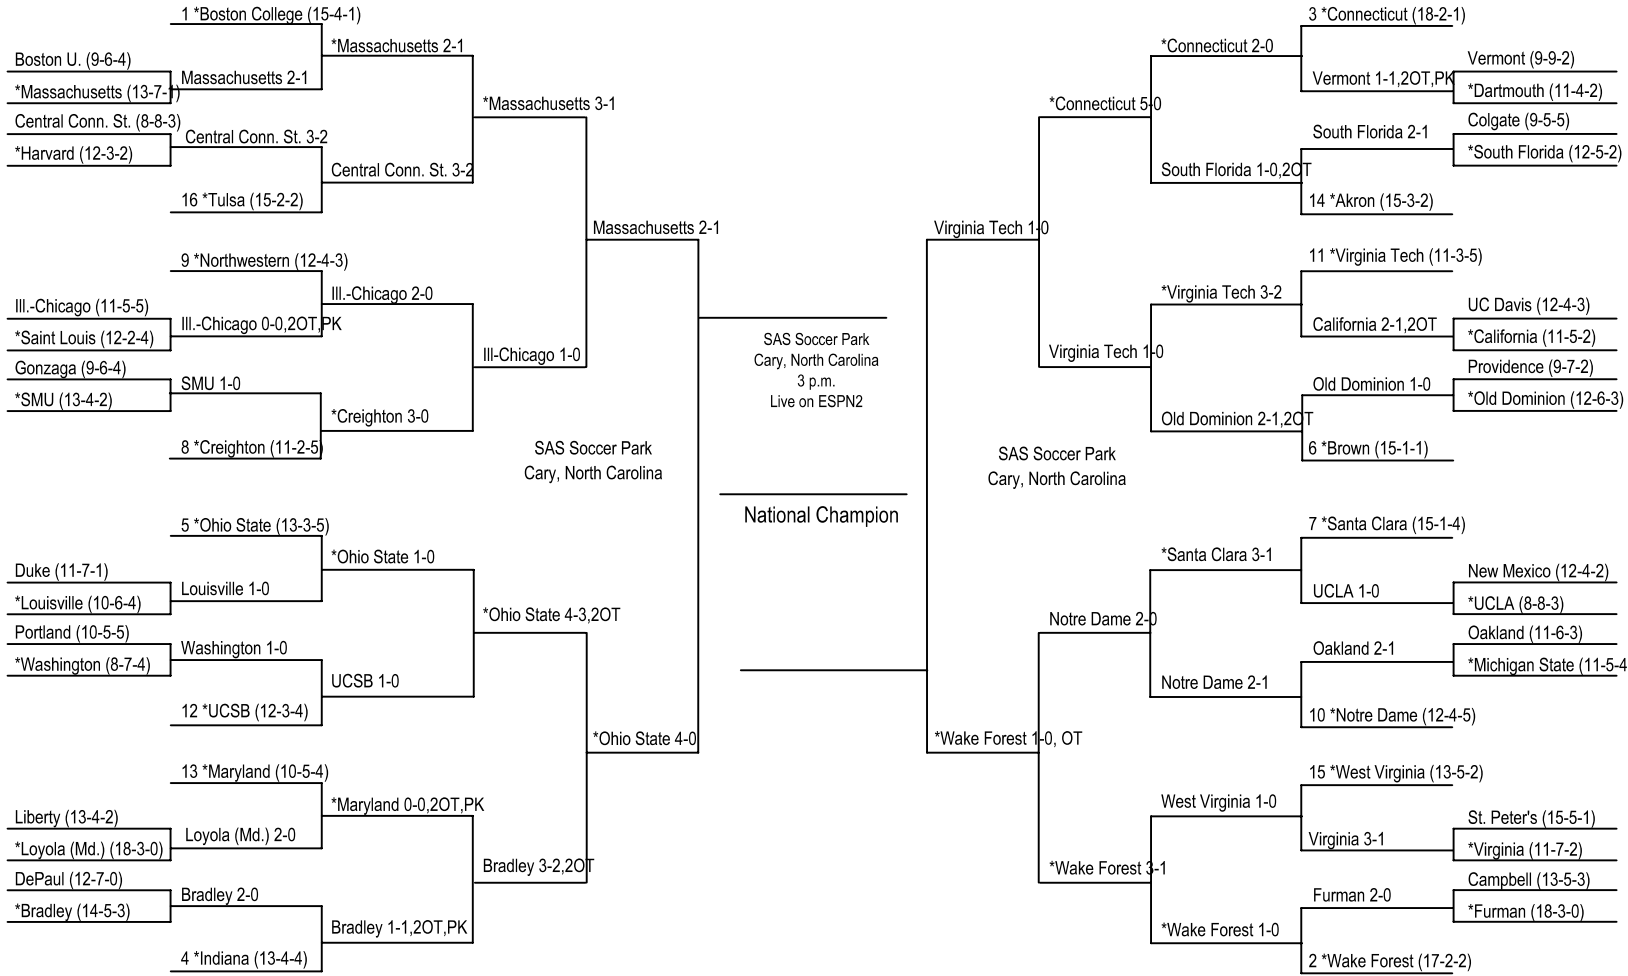 1 *Boston College (15-4-1)
*Massachusetts 2-1
Boston U. (9-6-4)
Massachusetts 2-1
*Massachusetts (13-7-1)
*Massachusetts 3-1
Central Conn. St. (8-8-3)
Central Conn. St. 3-2
*Harvard (12-3-2)
Central Conn. St. 3-2
16 *Tulsa (15-2-2)
Massachusetts 2-1
9 *Northwestern (12-4-3)
Ill.-Chicago 2-0
Ill.-Chicago (11-5-5)
Ill.-Chicago 0-0,2OT,PK
*Saint Louis (12-2-4)
Ill-Chicago 1-0
Gonzaga (9-6-4)
SMU 1-0
*SMU (13-4-2)
*Creighton 3-0
8 *Creighton (11-2-5)
SAS Soccer Park
Cary, North Carolina
5 *Ohio State (13-3-5)
*Ohio State 1-0
Duke (11-7-1)
Louisville 1-0
*Louisville (10-6-4)
*Ohio State 4-3,2OT
Portland (10-5-5)
Washington 1-0
*Washington (8-7-4)
UCSB 1-0
12 *UCSB (12-3-4)
*Ohio State 4-0
13 *Maryland (10-5-4)
*Maryland 0-0,2OT,PK
Liberty (13-4-2)
Loyola (Md.) 2-0
*Loyola (Md.) (18-3-0)
Bradley 3-2,2OT
DePaul (12-7-0)
Bradley 2-0
*Bradley (14-5-3)
Bradley 1-1,2OT,PK
4 *Indiana (13-4-4)
SAS Soccer Park
Cary, North Carolina
3 p.m.
Live on ESPN2
National Champion
3 *Connecticut (18-2-1)
*Connecticut 2-0
Vermont (9-9-2)
Vermont 1-1,2OT,PK
*Dartmouth (11-4-2)
*Connecticut 5-0
Colgate (9-5-5)
South Florida 2-1
*South Florida (12-5-2)
South Florida 1-0,2OT
14 *Akron (15-3-2)
Virginia Tech 1-0
11 *Virginia Tech (11-3-5)
*Virginia Tech 3-2
UC Davis (12-4-3)
California 2-1,2OT
*California (11-5-2)
Virginia Tech 1-0
Providence (9-7-2)
Old Dominion 1-0
*Old Dominion (12-6-3)
Old Dominion 2-1,2OT
6 *Brown (15-1-1)
SAS Soccer Park
Cary, North Carolina
7 *Santa Clara (15-1-4)
*Santa Clara 3-1
New Mexico (12-4-2)
UCLA 1-0
*UCLA (8-8-3)
Notre Dame 2-0
Oakland (11-6-3)
Oakland 2-1
*Michigan State (11-5-4
Notre Dame 2-1
10 *Notre Dame (12-4-5)
*Wake Forest 1-0, OT
15 *West Virginia (13-5-2)
West Virginia 1-0
St. Peter's (15-5-1)
Virginia 3-1
*Virginia (11-7-2)
*Wake Forest 3-1
Campbell (13-5-3)
Furman 2-0
*Furman (18-3-0)
*Wake Forest 1-0
2 *Wake Forest (17-2-2)